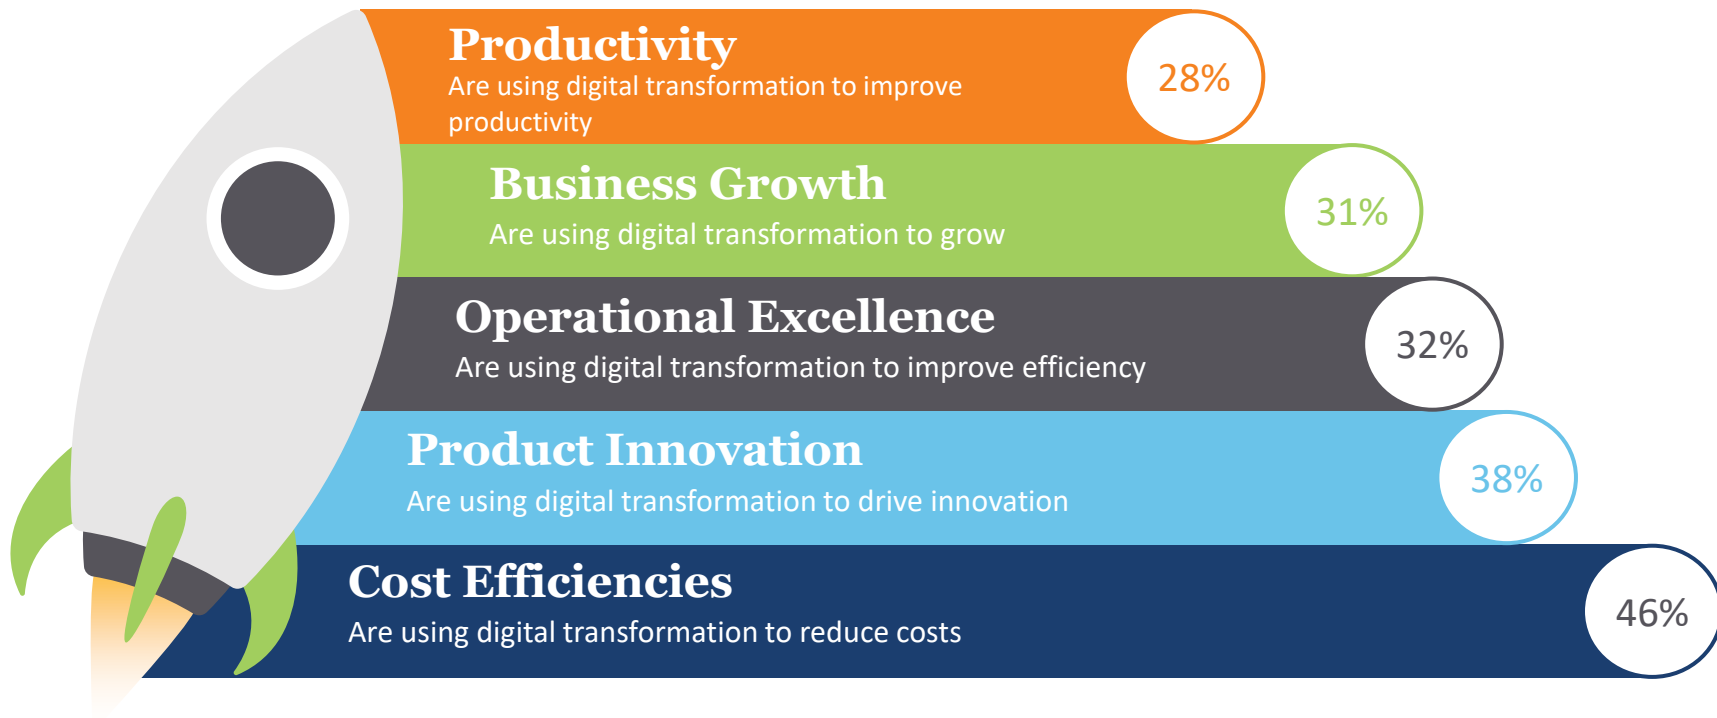 Productivity
Are using digital transformation to improve
productivity
28%
Business Growth
Are using digital transformation to grow
31%
Operational Excellence
Are using digital transformation to improve efficiency
32%
Product Innovation
Are using digital transformation to drive innovation
38%
Cost Efficiencies
Are using digital transformation to reduce costs
46%